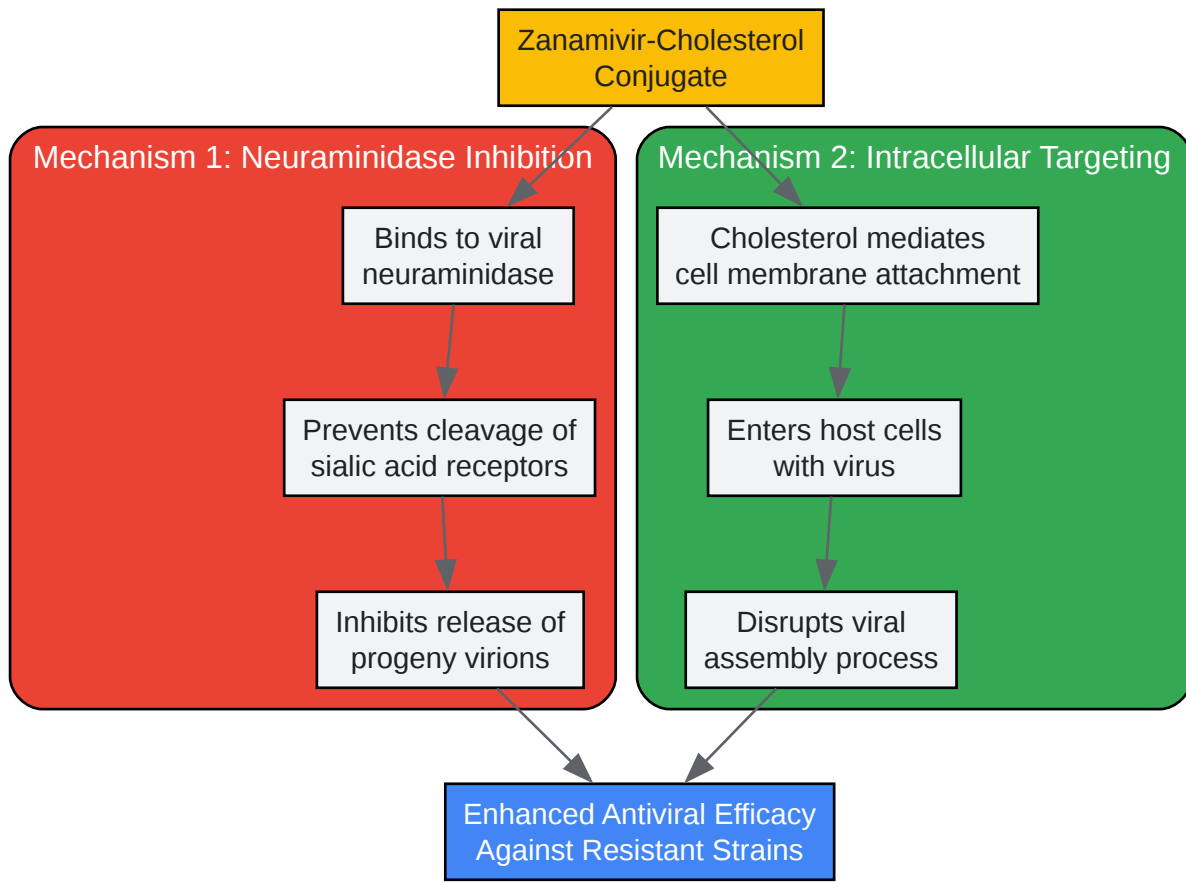 Zanamivir-Cholesterol
Conjugate
Mechanism 1: Neuraminidase Inhibition
Binds to viral
neuraminidase
Prevents cleavage of
sialic acid receptors
Inhibits release of
progeny virions
Mechanism 2: Intracellular Targeting
Cholesterol mediates
cell membrane attachment
Enters host cells
with virus
Disrupts viral
assembly process
Enhanced Antiviral Efficacy
Against Resistant Strains